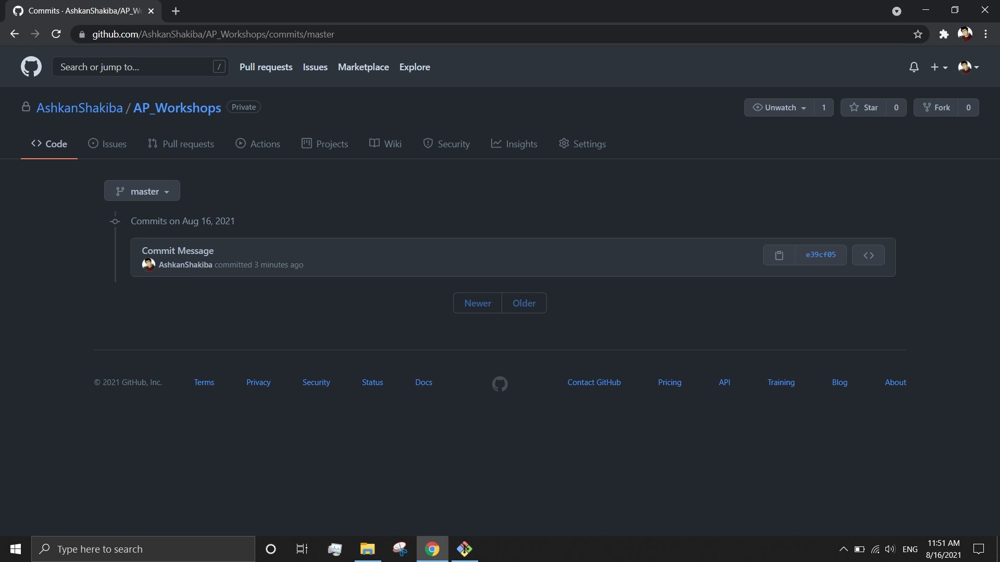 Commits · AshkanShakiba/AP_Wo
github.com/AshkanShakiba/AP_Workshops/commits/master
Search or jump to... /
Pull requests Issues Marketplace Explore
AshkanShakiba / AP_Workshops Private
Unwatch 1 Star 0 Fork 0
Code Issues Pull requests Actions Projects Wiki Security Insights Settings
master
Commits on Aug 16, 2021
Commit Message
AshkanShakiba committed 3 minutes ago
e39cf05
Newer Older
© 2021 GitHub, Inc. Terms Privacy Security Status Docs Contact GitHub Pricing API Training Blog About
Type here to search
ENG
11:51 AM
8/16/2021